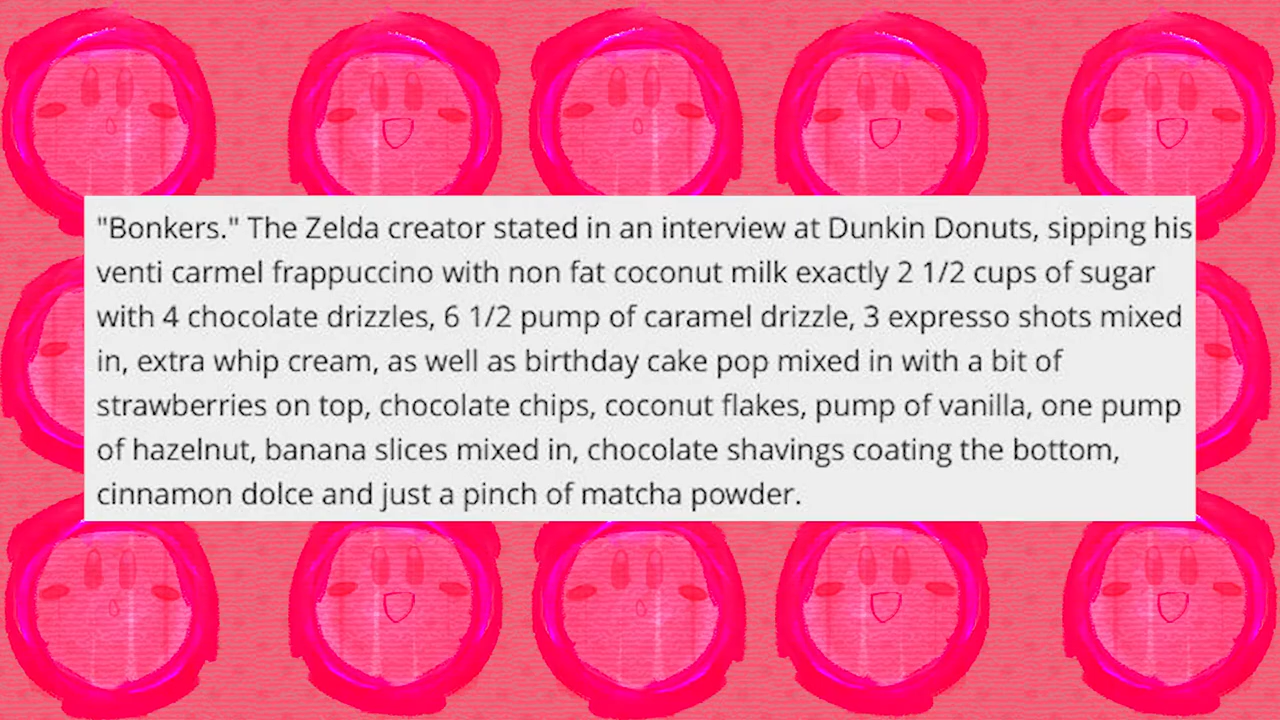 "Bonkers." The Zelda creator stated in an interview at Dunkin Donuts, sipping his
venti carmel frappuccino with non fat coconut milk exactly 2 1/2 cups of sugar
with 4 chocolate drizzles, 6 1/2 pump of caramel drizzle, 3 expresso shots mixed
in, extra whip cream, as well as birthday cake pop mixed in with a bit of
strawberries on top, chocolate chips, coconut flakes, pump of vanilla, one pump
of hazelnut, banana slices mixed in, chocolate shavings coating the bottom,
cinnamon dolce and just a pinch of matcha powder.